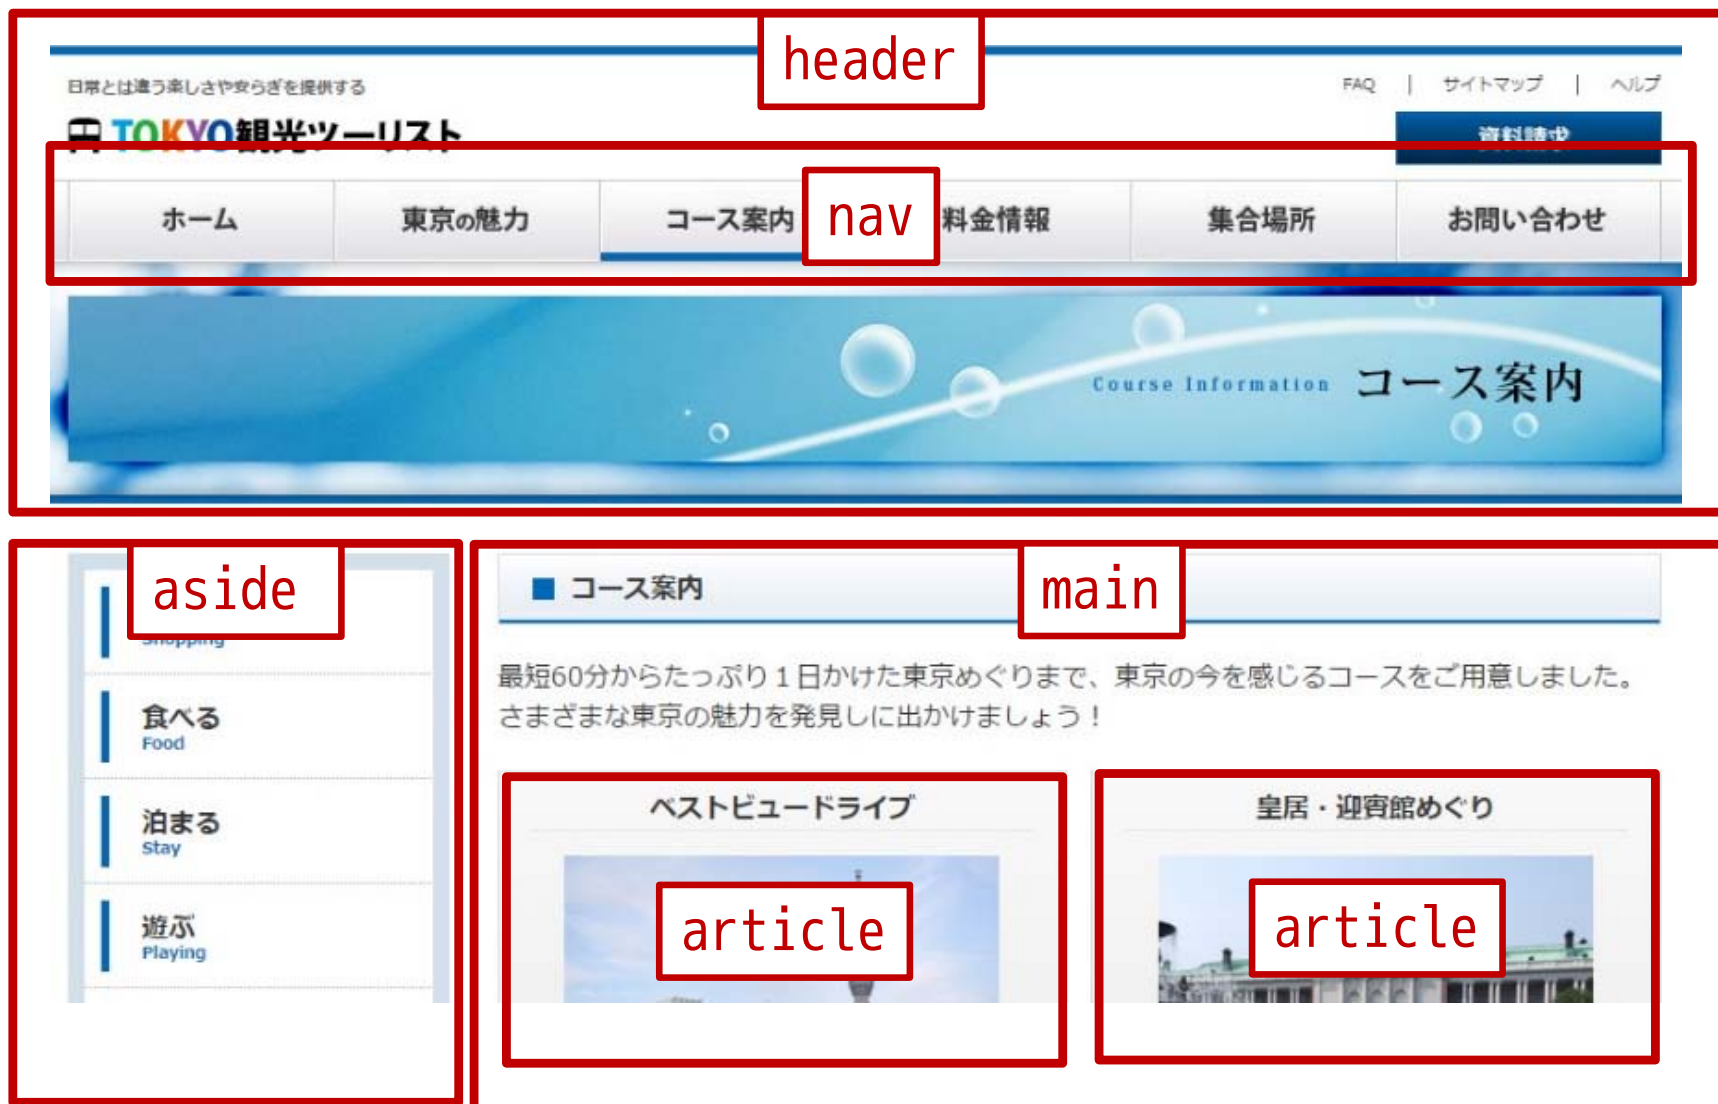 header
日常とは違う楽しさや安らぎを提供する
FAQ | サイトマップ | ヘルプ
TOKYO観光ツーリスト
資料請求
ホーム 東京の魅力 コース案内 nav 料金情報 集合場所 お問い合わせ
Course Information コース案内
aside
Shopping
食べる
Food
泊まる
Stay
遊ぶ
Playing
■ コース案内
main
最短60分からたっぷり１日かけた東京めぐりまで、東京の今を感じるコースをご用意しました。
さまざまな東京の魅力を発見しに出かけましょう！
ベストビュードライブ
article
皇居・迎賓館めぐり
article